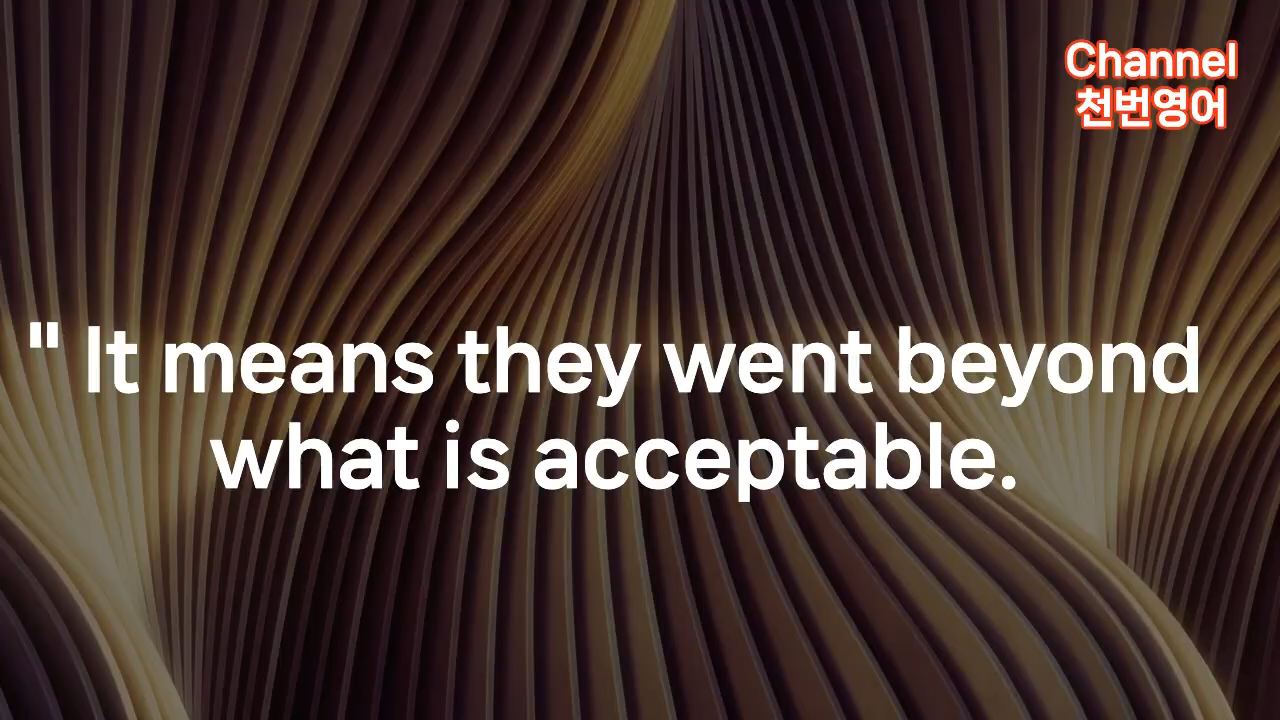 Channel
천번영어
" It means they went beyond
what is acceptable.